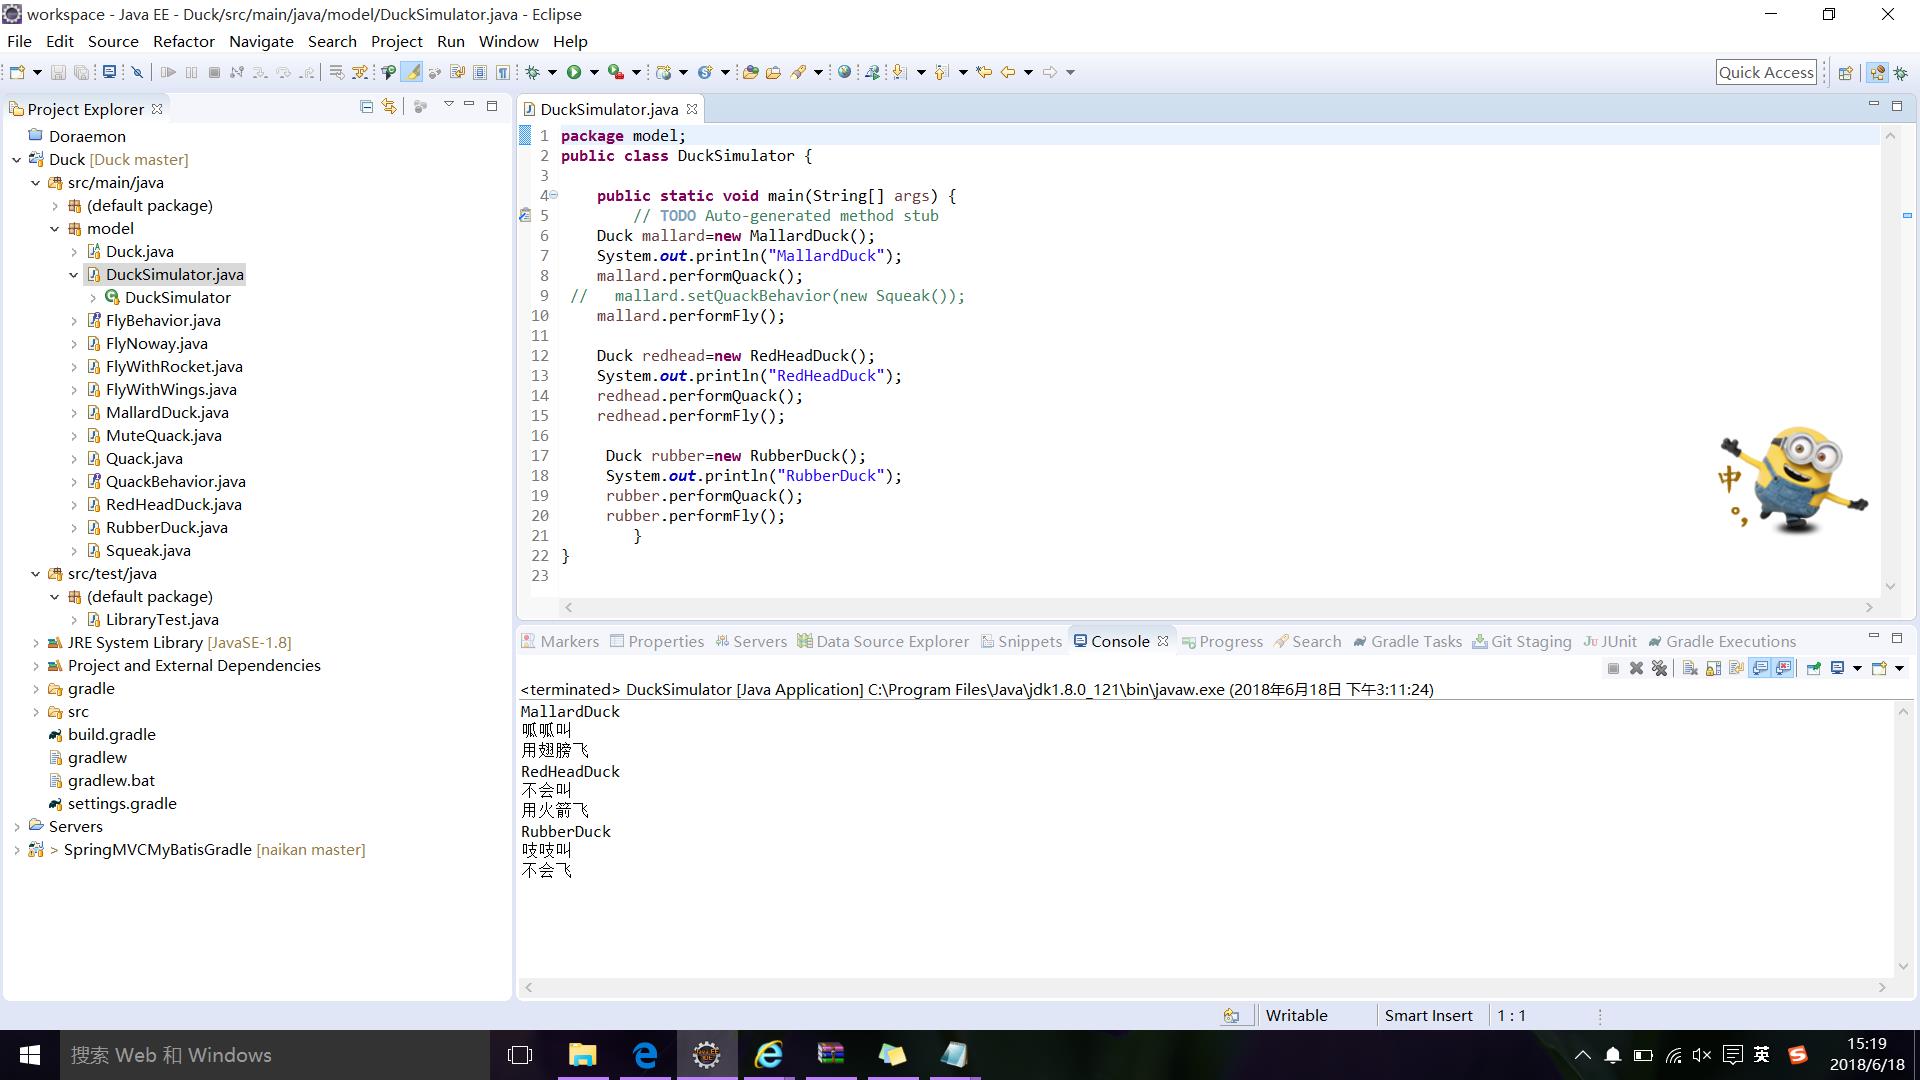 workspace - Java EE - Duck/src/main/java/model/DuckSimulator.java - Eclipse
File Edit Source Refactor Navigate Search Project Run Window Help
Quick Access
Project Explorer
Doraemon
Duck [Duck master]
src/main/java
(default package)
model
Duck.java
DuckSimulator.java
DuckSimulator
FlyBehavior.java
FlyNoway.java
FlyWithRocket.java
FlyWithWings.java
MallardDuck.java
MuteQuack.java
Quack.java
QuackBehavior.java
RedHeadDuck.java
RubberDuck.java
Squeak.java
src/test/java
(default package)
LibraryTest.java
JRE System Library [JavaSE-1.8]
Project and External Dependencies
gradle
src
build.gradle
gradlew
gradlew.bat
settings.gradle
Servers
> SpringMVCMyBatisGradle [naikan master]
DuckSimulator.java
1 package model;
2 public class DuckSimulator {
3
4 public static void main(String[] args) {
5 // TODO Auto-generated method stub
6 Duck mallard=new MallardDuck();
7 System.out.println("MallardDuck");
8 mallard.performQuack();
9 // mallard.setQuackBehavior(new Squeak());
10 mallard.performFly();
11
12 Duck redhead=new RedHeadDuck();
13 System.out.println("RedHeadDuck");
14 redhead.performQuack();
15 redhead.performFly();
16
17 Duck rubber=new RubberDuck();
18 System.out.println("RubberDuck");
19 rubber.performQuack();
20 rubber.performFly();
21 }
22 }
23
中
°,
Markers Properties Servers Data Source Explorer Snippets Console Progress Search Gradle Tasks Git Staging JUnit Gradle Executions
<terminated> DuckSimulator [Java Application] C:\Program Files\Java\jdk1.8.0_121\bin\javaw.exe (2018年6月18日 下午3:11:24)
MallardDuck
呱呱叫
用翅膀飞
RedHeadDuck
不会叫
用火箭飞
RubberDuck
吱吱叫
不会飞
Writable Smart Insert 1 : 1
搜索 Web 和 Windows
英
15:19
2018/6/18